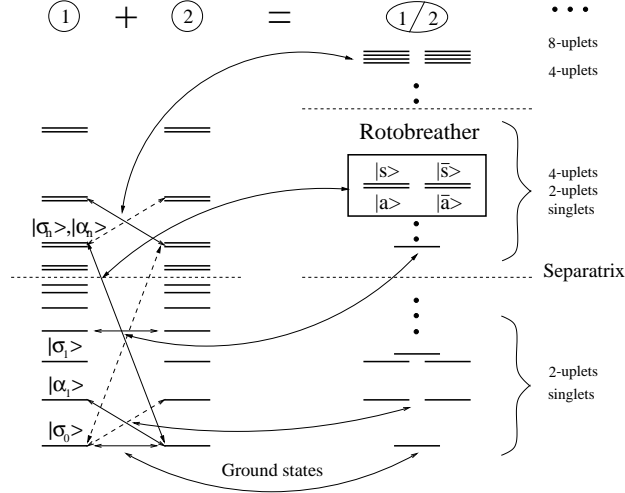 1 + 2 = 1/2 • • •
8-uplets
4-uplets
Rotobreather
|s> |s̄>
|a> |ā>
4-uplets
2-uplets
singlets
|σₙ>,|αₙ>
Separatrix
|σ₁>
|α₁>
|σ₀>
2-uplets
singlets
Ground states